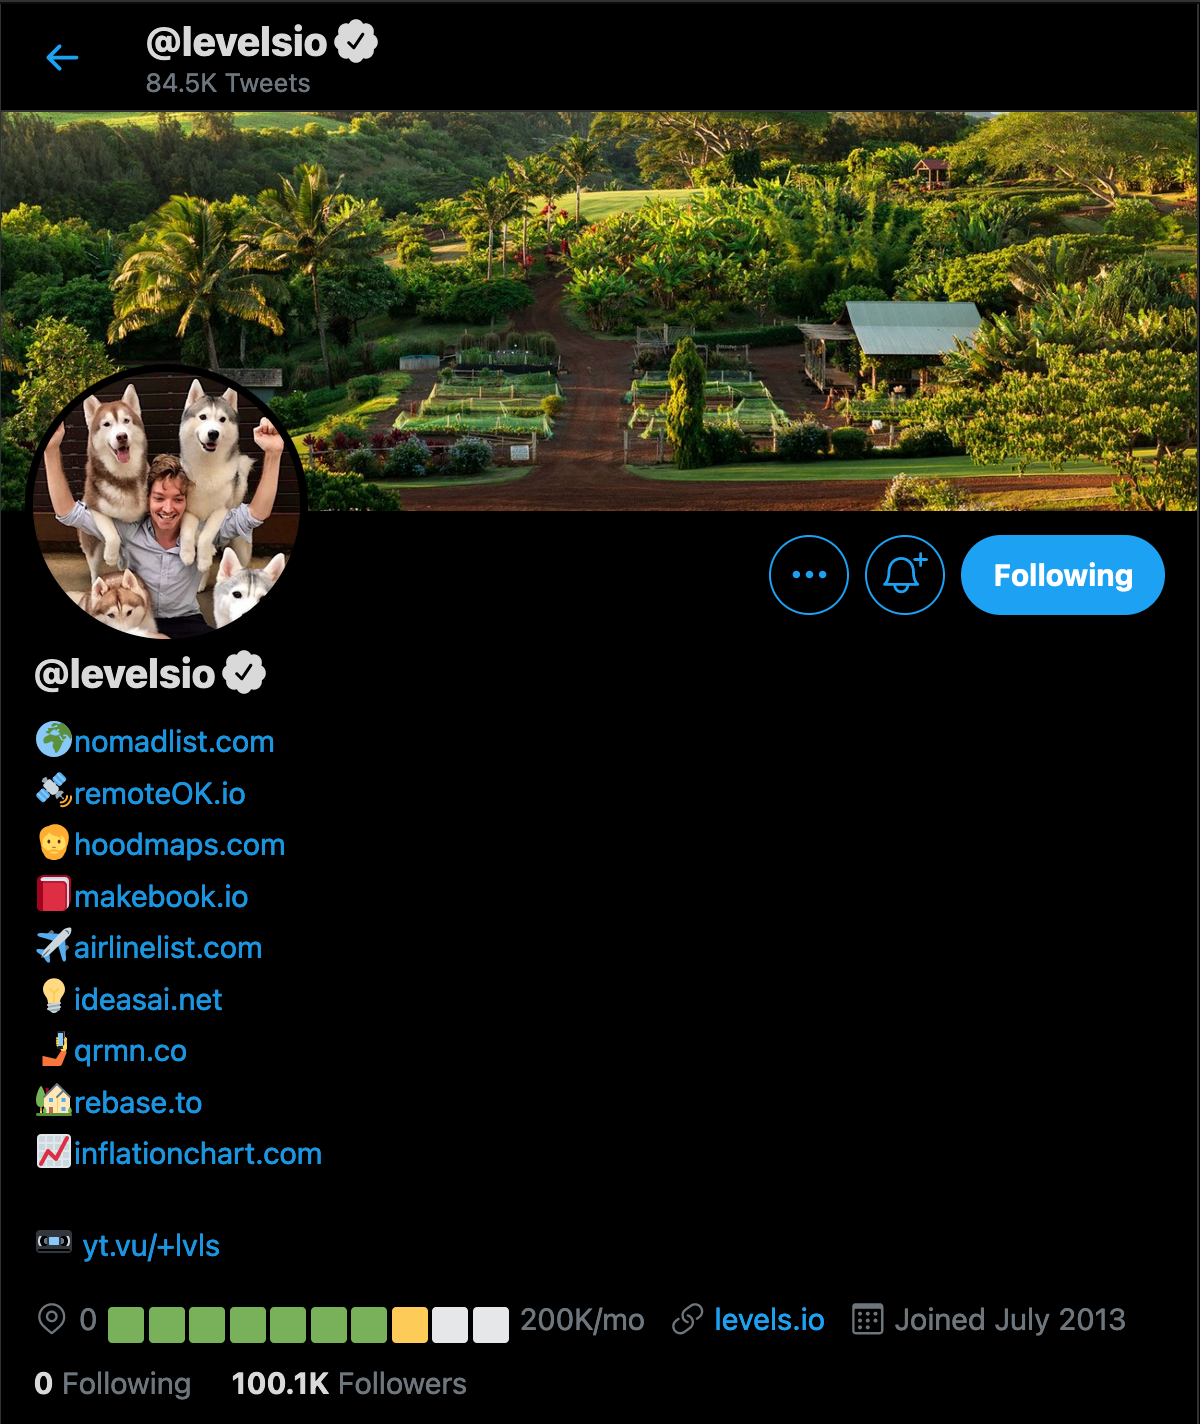 @levelsio
84.5K Tweets
Following
@levelsio
nomadlist.com
remoteOK.io
hoodmaps.com
makebook.io
airlinelist.com
ideasai.net
qrmn.co
rebase.to
inflationchart.com
yt.vu/+lvls
0 🟩🟩🟩🟩🟩🟩🟩🟨⬜⬜ 200K/mo levels.io Joined July 2013
0 Following 100.1K Followers